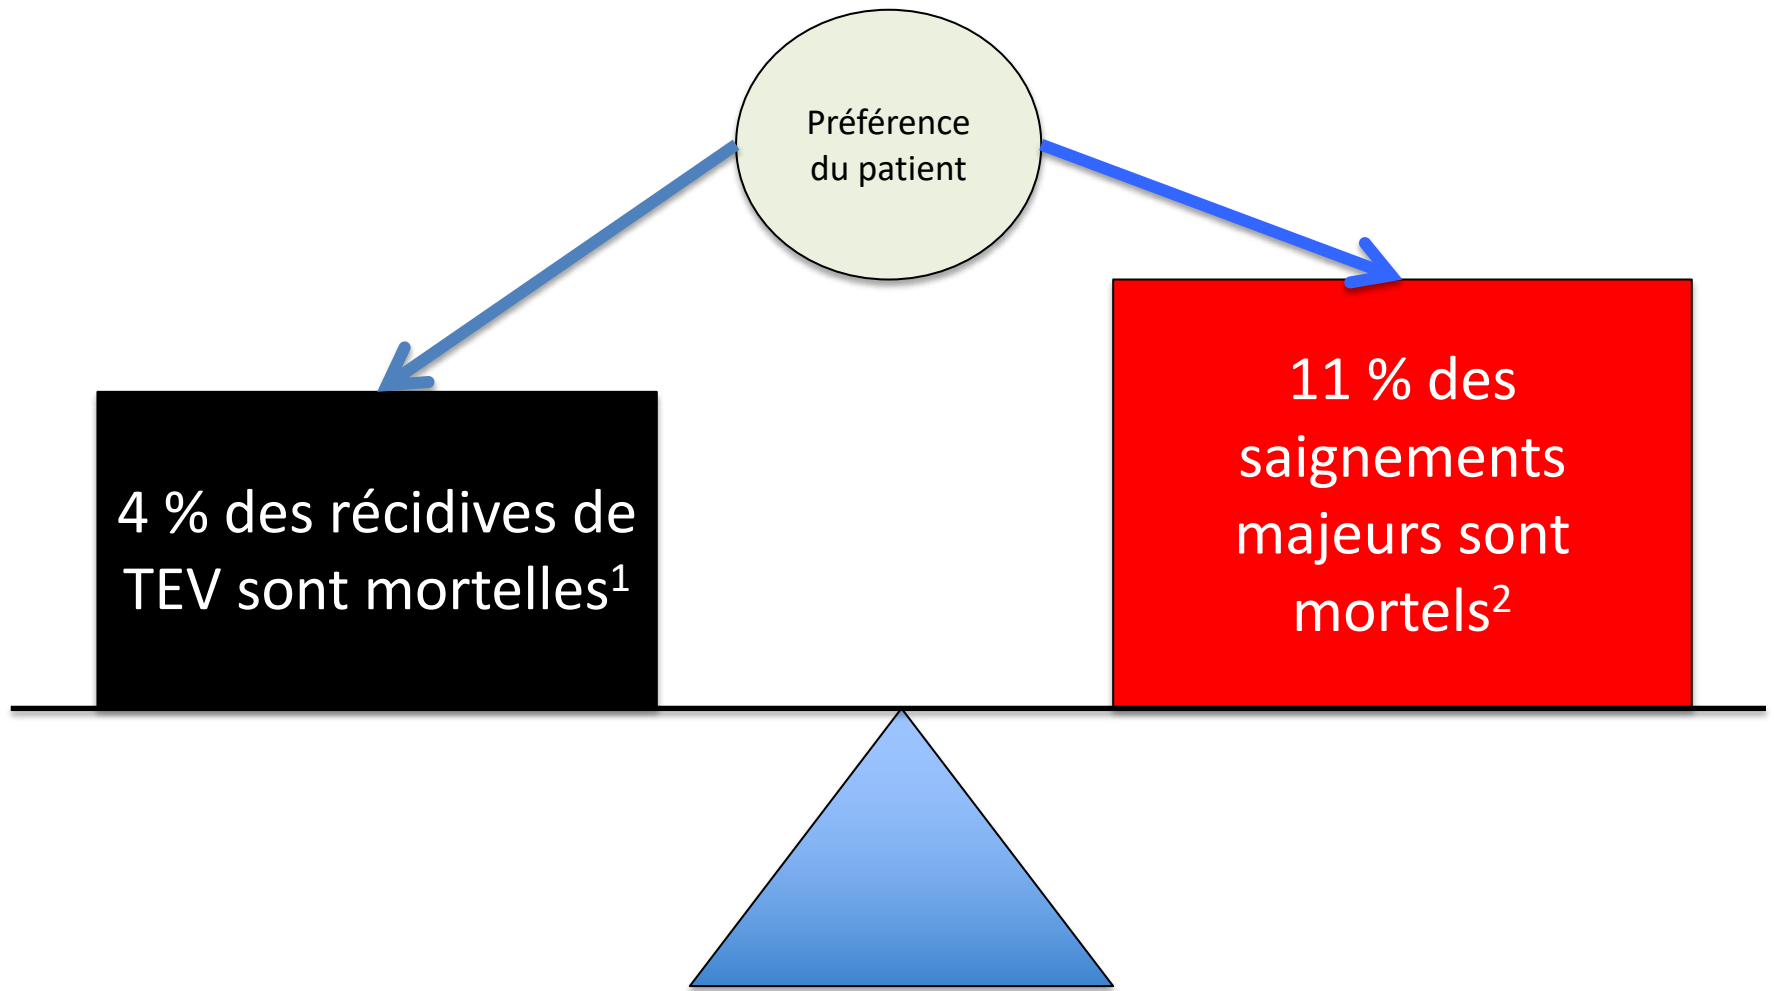 Préférence
du patient
4 % des récidives de
TEV sont mortelles¹
11 % des
saignements
majeurs sont
mortels²